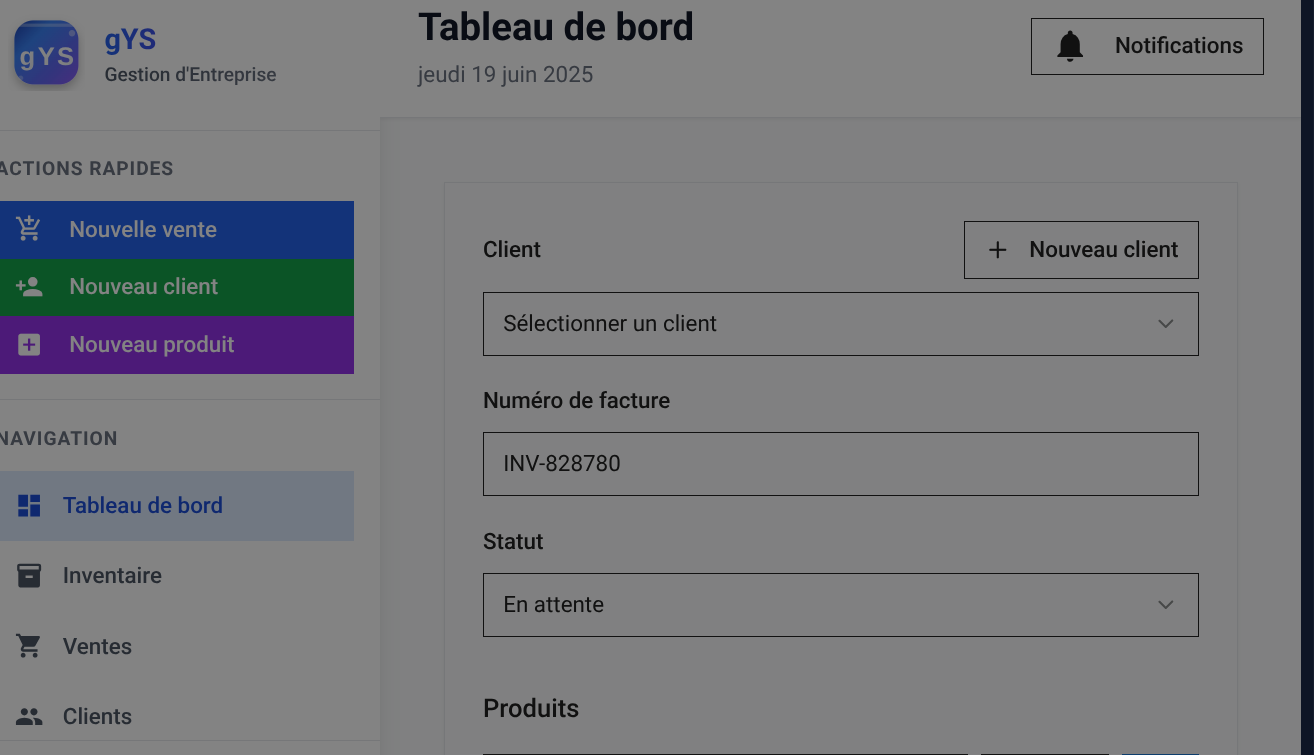 gYS
gYS
Gestion d'Entreprise
ACTIONS RAPIDES
Nouvelle vente
Nouveau client
Nouveau produit
NAVIGATION
Tableau de bord
Inventaire
Ventes
Clients
Tableau de bord
jeudi 19 juin 2025
Notifications
Client
Nouveau client
Sélectionner un client
Numéro de facture
INV-828780
Statut
En attente
Produits